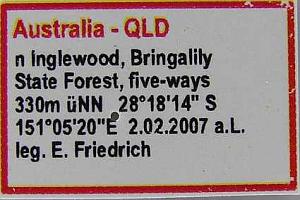 Australia - QLD
n Inglewood, Bringalily
State Forest, five-ways
330m üNN 28°18'14" S
151°05'20"E 2.02.2007 a.L.
leg. E. Friedrich